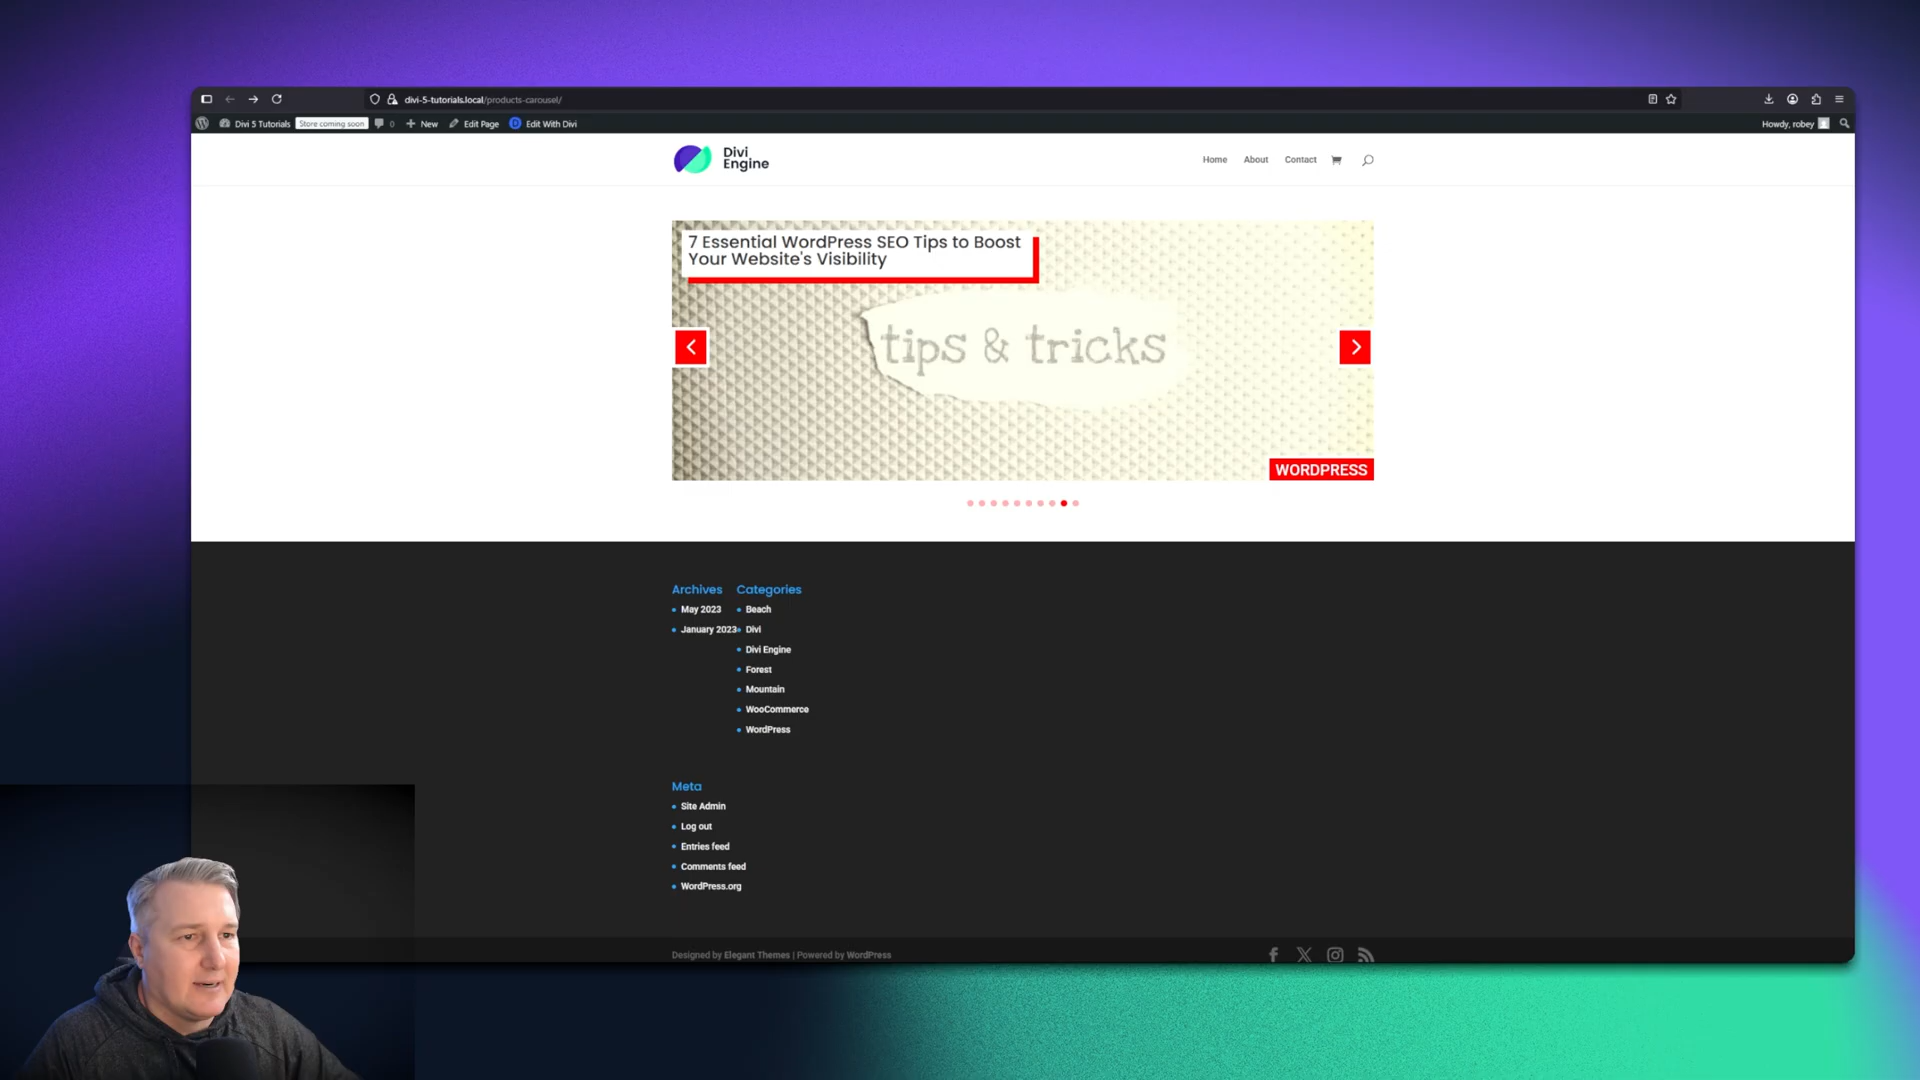 divi-5-tutorials.local/products-carousel/
Divi 5 Tutorials Store coming soon 0 New Edit Page Edit With Divi Howdy, robey
Divi
Engine
Home About Contact
7 Essential WordPress SEO Tips to Boost
Your Website's Visibility
tips & tricks
WORDPRESS
Archives
May 2023
January 2023
Categories
Beach
Divi
Divi Engine
Forest
Mountain
WooCommerce
WordPress
Meta
Site Admin
Log out
Entries feed
Comments feed
WordPress.org
Designed by Elegant Themes | Powered by WordPress